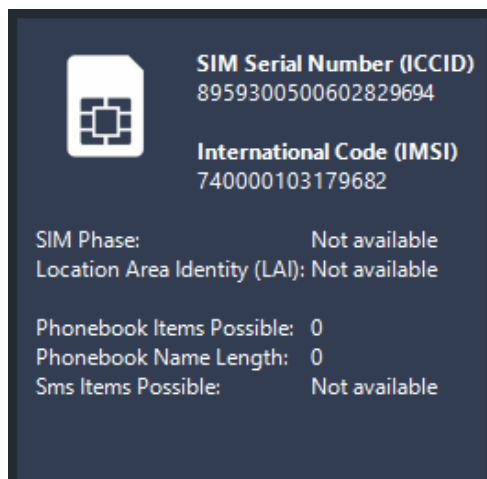 SIM Serial Number (ICCID)
8959300500602829694
International Code (IMSI)
740000103179682
SIM Phase: Not available
Location Area Identity (LAI): Not available
Phonebook Items Possible: 0
Phonebook Name Length: 0
Sms Items Possible: Not available